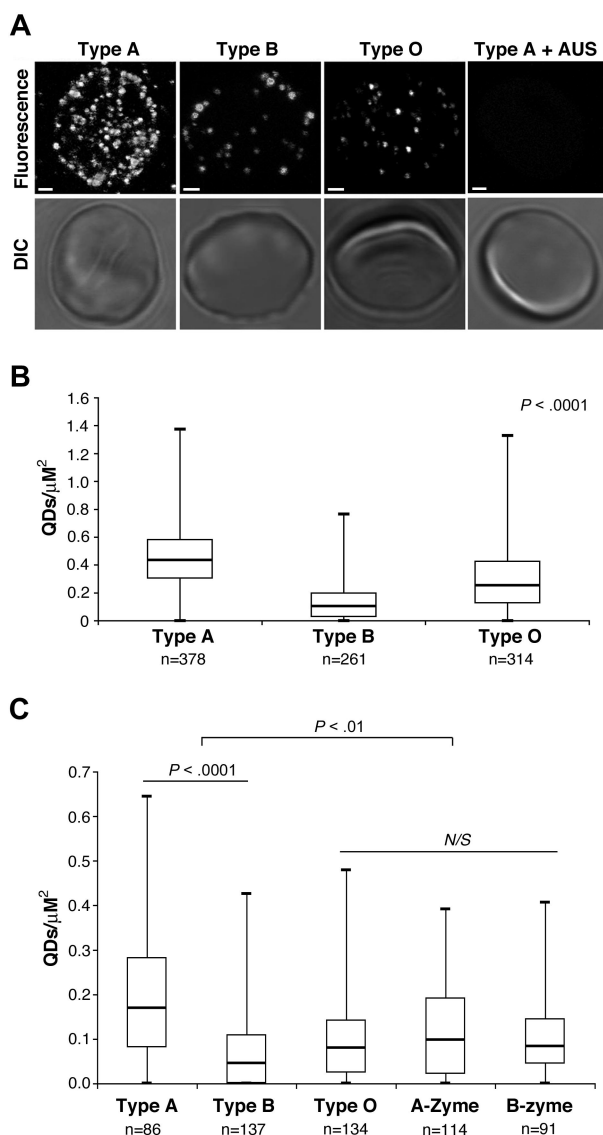 A
Type A Type B Type O Type A + AUS
Fluorescence
DIC
B
P < .0001
QDs/μM²
1.6
1.4
1.2
1.0
0.8
0.6
0.4
0.2
0
Type A Type B Type O
n=378 n=261 n=314
C
P < .01
P < .0001
N/S
QDs/μM²
0.7
0.6
0.5
0.4
0.3
0.2
0.1
0.0
Type A Type B Type O A-Zyme B-zyme
n=86 n=137 n=134 n=114 n=91